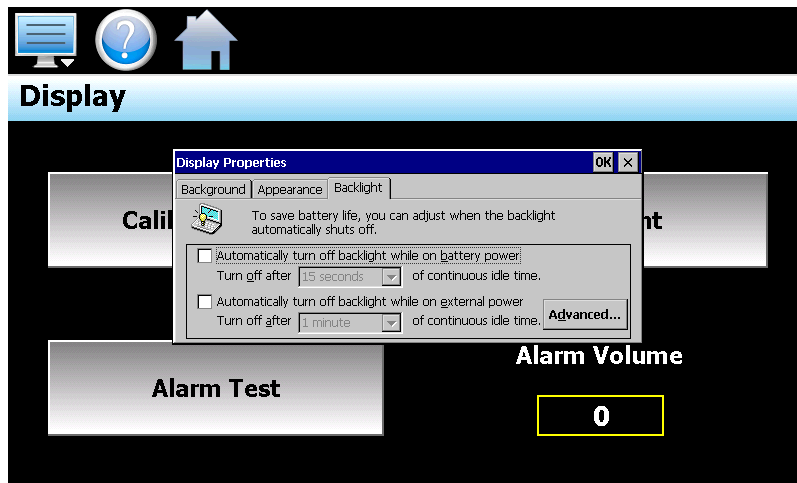 ?
Display
Display Properties OK ×
Background Appearance Backlight
To save battery life, you can adjust when the backlight
automatically shuts off.
Automatically turn off backlight while on battery power
Turn off after 15 seconds of continuous idle time.
Automatically turn off backlight while on external power
Turn off after 1 minute of continuous idle time.
Advanced...
Alarm Volume
Alarm Test
0